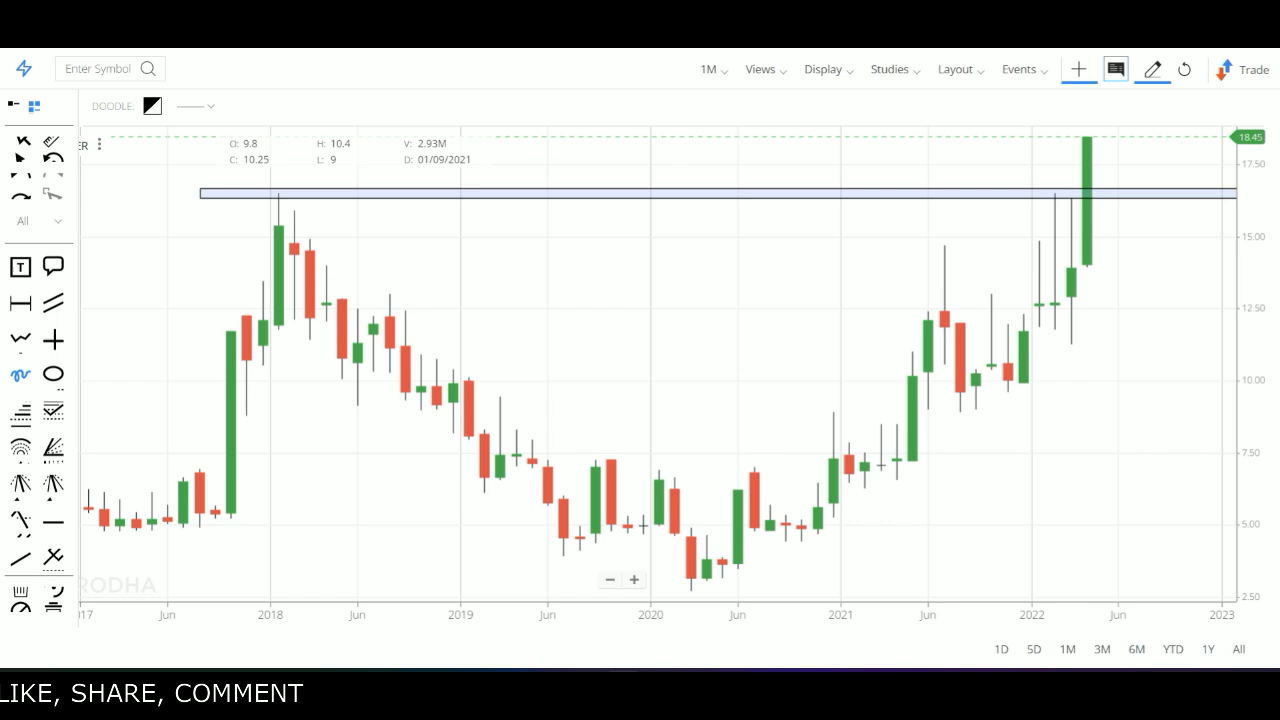 Enter Symbol 1M Views Display Studies Layout Events Trade
DOODLE:
ER O: 9.8 H: 10.4 V: 2.93M
C: 10.25 L: 9 D: 01/09/2021
18.45
17.50
All
15.00
T
12.50
10.00
7.50
5.00
RODHA
2.50
17 Jun 2018 Jun 2019 Jun 2020 Jun 2021 Jun 2022 Jun 2023
1D 5D 1M 3M 6M YTD 1Y All
LIKE, SHARE, COMMENT